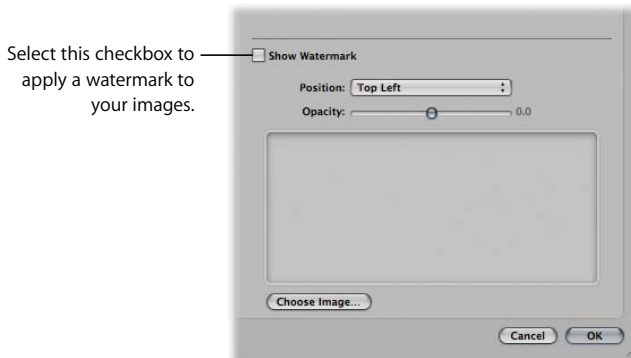 Select this checkbox to
apply a watermark to
your images.
Show Watermark
Position: Top Left
Opacity: 0.0
Choose Image...
Cancel OK